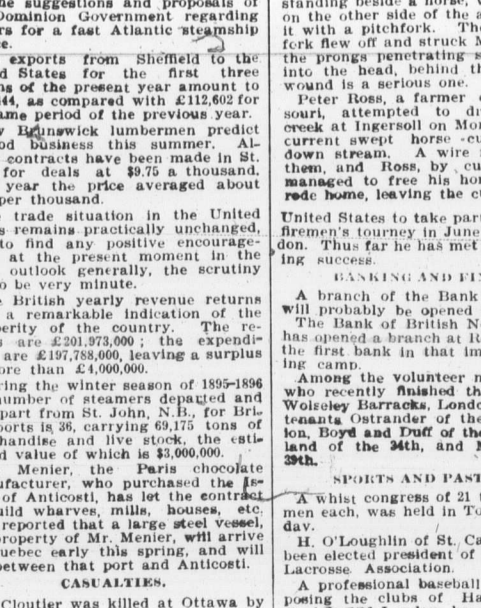 he suggestions and proposals of
Dominion Government regarding
rs for a fast Atlantic steamship
ce.
exports from Sheffield to the
d States for the first three
hs of the present year amount to
44, as compared with £112,602 for
ame period of the previous year.
w Brunswick lumbermen predict
od business this summer. Al-
contracts have been made in St.
for deals at $9.75 a thousand.
year the price averaged about
per thousand.
trade situation in the United
s remains practically unchanged,
to find any positive encourage-
at the present moment in the
outlook generally, the scrutiny
o be very minute.
British yearly revenue returns
a remarkable indication of the
perity of the country. The re-
s are £201,973,000 ; the expendi-
are £197,788,000, leaving a surplus
ore than £4,000,000.
ring the winter season of 1895-1896
number of steamers departed and
part from St. John, N.B., for Bri-
ports is 36, carrying 69,175 tons of
handise and live stock, the esti-
d value of which is $3,000,000.
Menier, the Paris chocolate
ufacturer, who purchased the Is-
of Anticosti, has let the contract
uild wharves, mills, houses, etc.
reported that a large steel vessel,
property of Mr. Menier, will arrive
uebec early this spring, and will
between that port and Anticosti.
CASUALTIES.
Cloutier was killed at Ottawa by
standing beside a horse, 
on the other side of the a
it with a pitchfork. Th
fork flew off and struck M
the prongs penetrating s
into the head, behind th
wound is a serious one.
Peter Ross, a farmer 
souri, attempted to dr
creek at Ingersoll on Mon
current swept horse cu
down stream. A wire 
them, and Ross, by cu
managed to free his hor
rode home, leaving the cu
United States to take par
firemen's tourney in June
don. Thus far he has met
ing success.
BANKING AND FI
A branch of the Bank
will probably be opened
The Bank of British N
has opened a branch at R
the first bank in that im
ing camp.
Among the volunteer 
who recently finished th
Wolseley Barracks, Londo
tenants Ostrander of the
lon, Boyd and Duff of the
land of the 34th, and M
39th.
SPORTS AND PAST
A whist congress of 21 t
men each, was held in To
day.
H. O'Loughlin of St. Ca
been elected president of
Lacrosse Association.
A professional baseball
posing the clubs of Ha